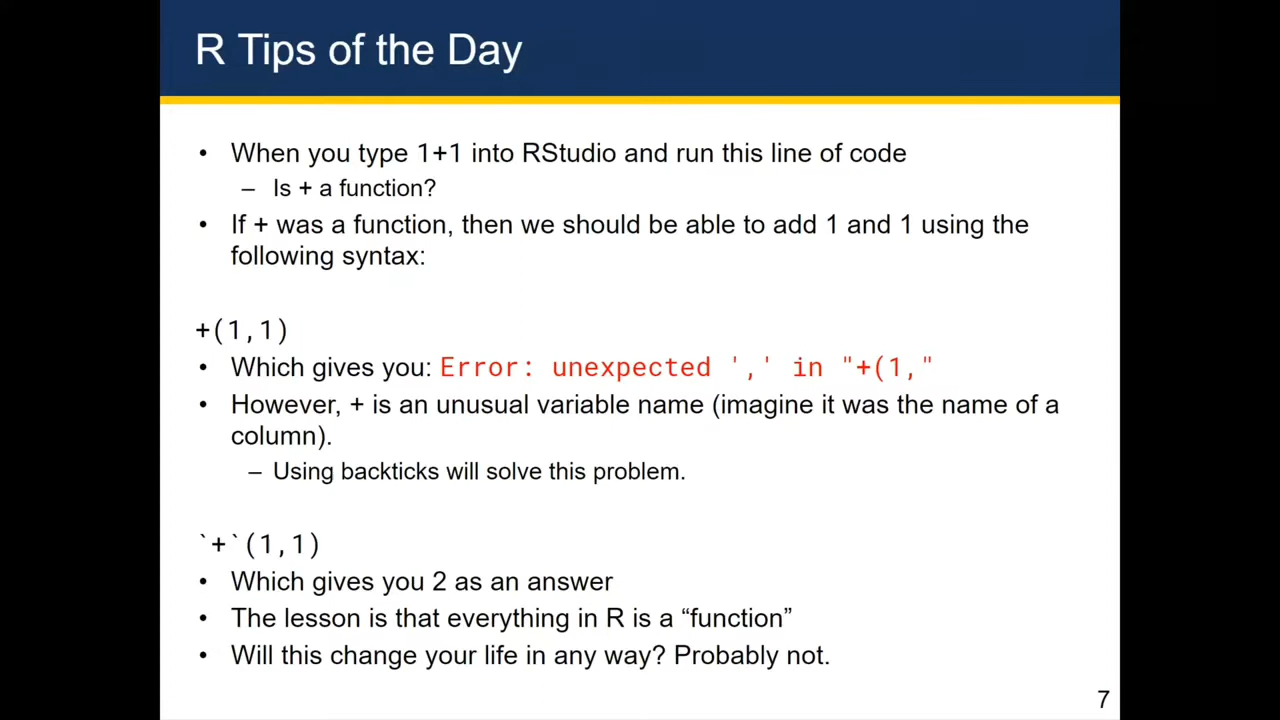 R Tips of the Day
• When you type 1+1 into RStudio and run this line of code
– Is + a function?
• If + was a function, then we should be able to add 1 and 1 using the
following syntax:
+(1,1)
• Which gives you: Error: unexpected ',' in "+(1,"
• However, + is an unusual variable name (imagine it was the name of a
column).
– Using backticks will solve this problem.
`+`(1,1)
• Which gives you 2 as an answer
• The lesson is that everything in R is a “function”
• Will this change your life in any way? Probably not.
7